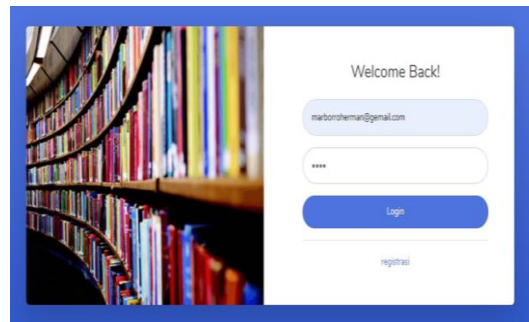 Welcome Back!
marborroherman@gemail.com
****
Login
registrasi